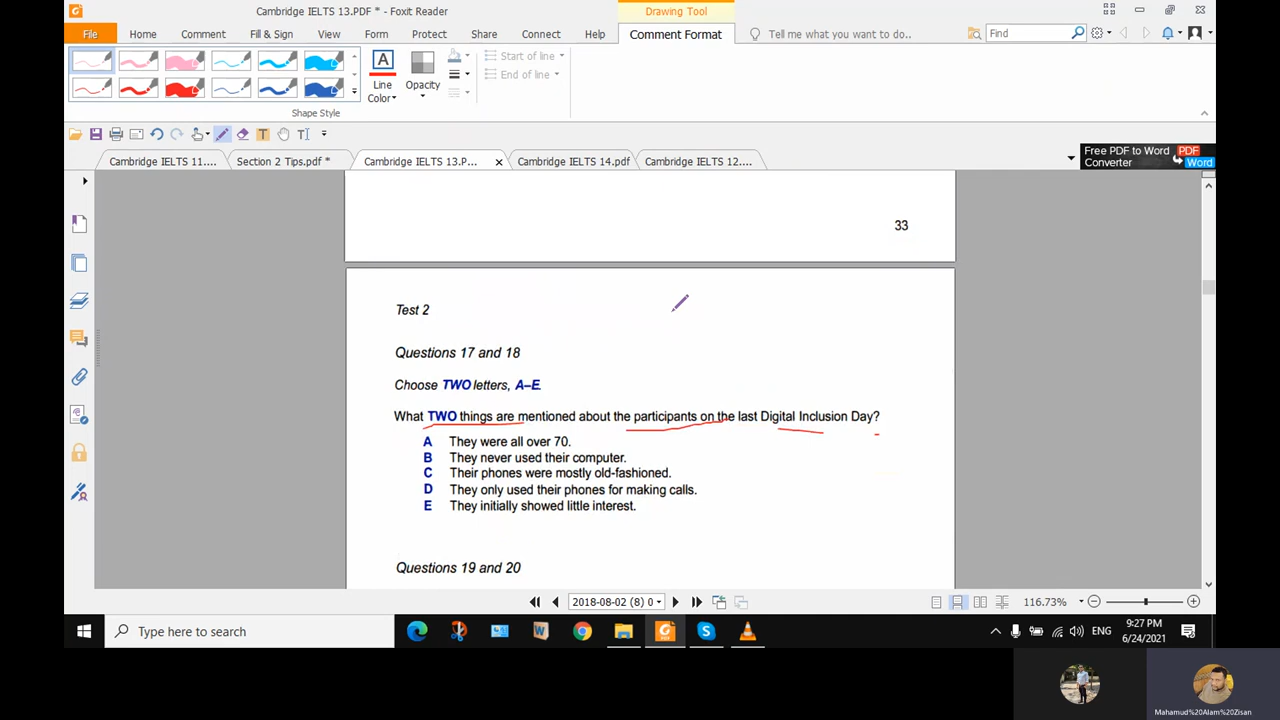 Cambridge IELTS 13.PDF * - Foxit Reader
Drawing Tool
File
Home
Comment
Fill & Sign
View
Form
Protect
Share
Connect
Help
Comment Format
Tell me what you want to do..
Find
Line
Color
Opacity
Start of line
End of line
Shape Style
Cambridge IELTS 11....
Section 2 Tips.pdf *
Cambridge IELTS 13.P...
Cambridge IELTS 14.pdf
Cambridge IELTS 12....
Free PDF to Word
Converter
PDF
Word
33
Test 2
Questions 17 and 18
Choose TWO letters, A–E.
What TWO things are mentioned about the participants on the last Digital Inclusion Day?
A They were all over 70.
B They never used their computer.
C Their phones were mostly old-fashioned.
D They only used their phones for making calls.
E They initially showed little interest.
Questions 19 and 20
2018-08-02 (8) 0
116.73%
Type here to search
ENG
9:27 PM
6/24/2021
Mahamud%20Alam%20Zisan